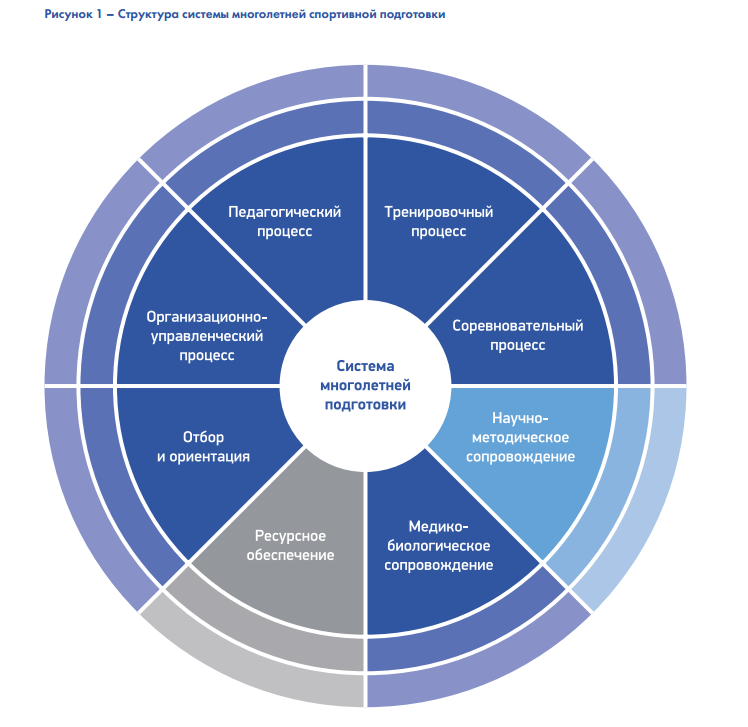 Рисунок 1 – Структура системы многолетней спортивной подготовки
Педагогический
процесс
Тренировочный
процесс
Организационно-
управленческий
процесс
Соревновательный
процесс
Система
многолетней
подготовки
Отбор
и ориентация
Научно-
методическое
сопровождение
Ресурсное
обеспечение
Медико-
биологическое
сопровождение